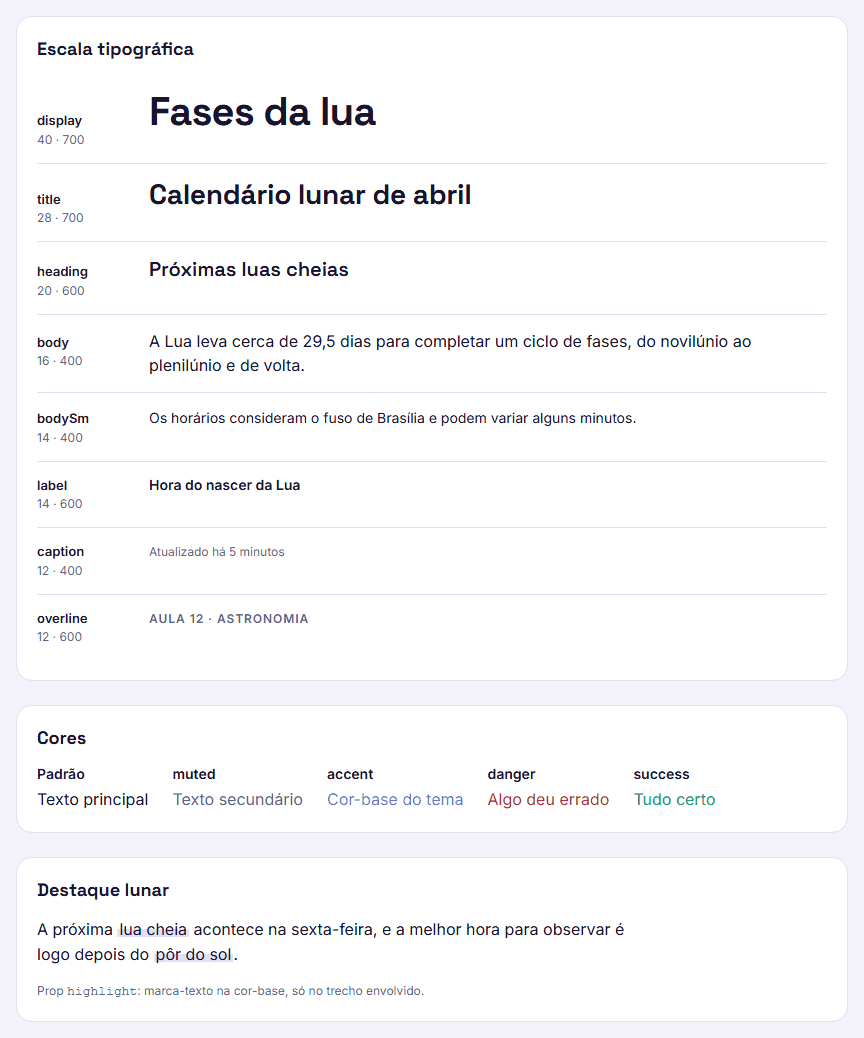 Escala tipográfica
display
40 · 700
Fases da lua
title
28 · 700
Calendário lunar de abril
heading
20 · 600
Próximas luas cheias
body
16 · 400
A Lua leva cerca de 29,5 dias para completar um ciclo de fases, do novilúnio ao
plenilúnio e de volta.
bodySm
14 · 400
Os horários consideram o fuso de Brasília e podem variar alguns minutos.
label
14 · 600
Hora do nascer da Lua
caption
12 · 400
Atualizado há 5 minutos
overline
12 · 600
AULA 12 · ASTRONOMIA
Cores
Padrão
Texto principal
muted
Texto secundário
accent
Cor-base do tema
danger
Algo deu errado
success
Tudo certo
Destaque lunar
A próxima lua cheia acontece na sexta-feira, e a melhor hora para observar é
logo depois do pôr do sol.
Prop highlight: marca-texto na cor-base, só no trecho envolvido.